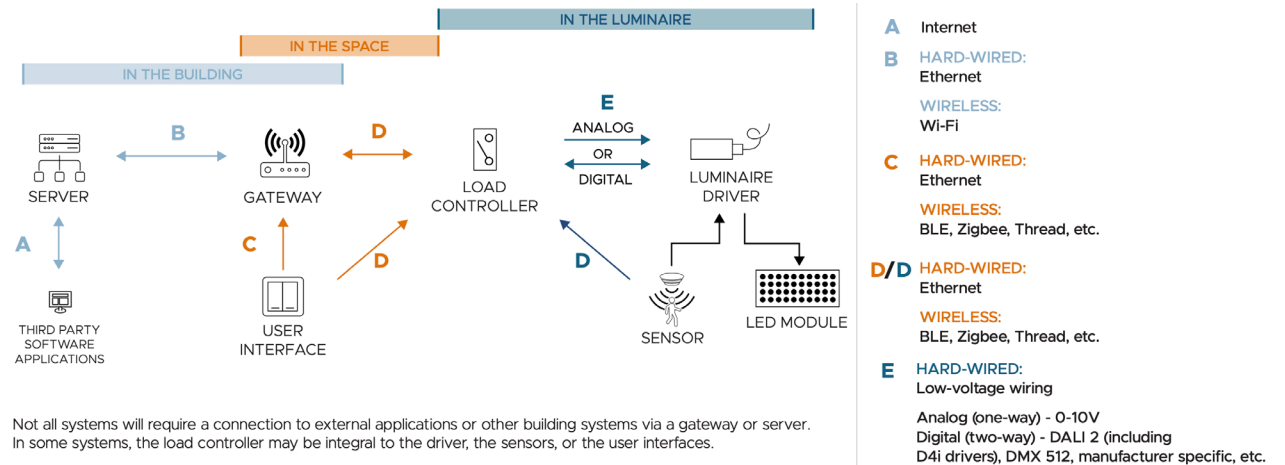 IN THE LUMINAIRE
IN THE SPACE
IN THE BUILDING
B
D
E
ANALOG
OR
DIGITAL
SERVER
GATEWAY
LOAD
CONTROLLER
LUMINAIRE
DRIVER
A
C
D
D
THIRD PARTY
SOFTWARE
APPLICATIONS
USER
INTERFACE
SENSOR
LED MODULE
Not all systems will require a connection to external applications or other building systems via a gateway or server.
In some systems, the load controller may be integral to the driver, the sensors, or the user interfaces.
A Internet
B HARD-WIRED:
Ethernet
WIRELESS:
Wi-Fi
C HARD-WIRED:
Ethernet
WIRELESS:
BLE, Zigbee, Thread, etc.
D/D HARD-WIRED:
Ethernet
WIRELESS:
BLE, Zigbee, Thread, etc.
E HARD-WIRED:
Low-voltage wiring
Analog (one-way) - 0-10V
Digital (two-way) - DALI 2 (including
D4i drivers), DMX 512, manufacturer specific, etc.